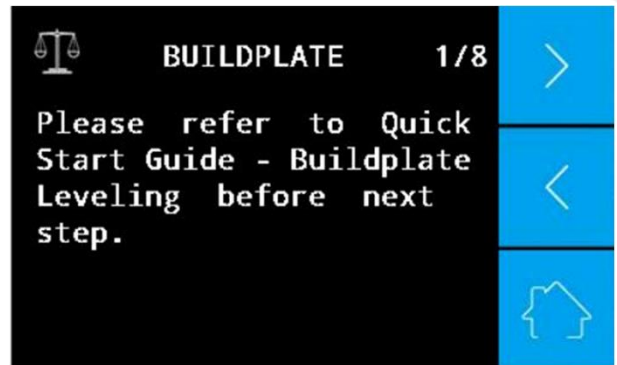 BUILDPLATE 1/8
Please refer to Quick
Start Guide - Buildplate
Leveling before next
step.